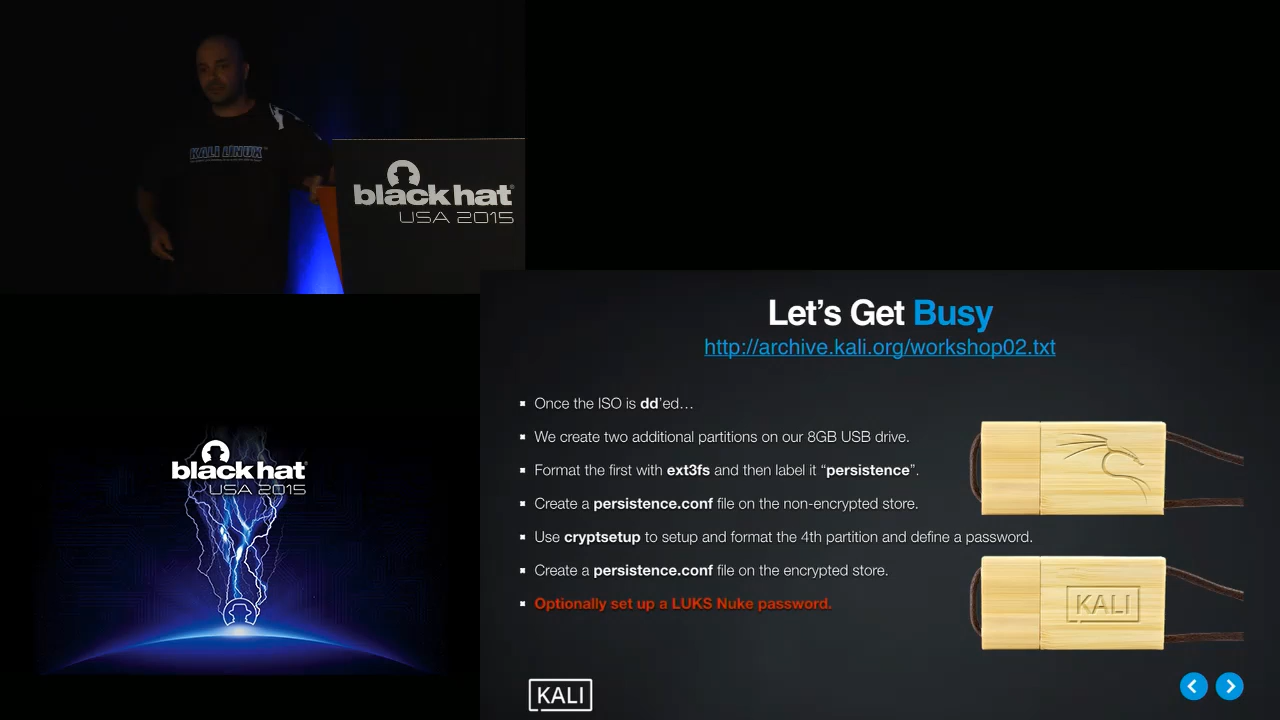 KALI LINUX
black hat
USA 2015
Let's Get Busy
http://archive.kali.org/workshop02.txt
Once the ISO is dd'ed…
We create two additional partitions on our 8GB USB drive.
Format the first with ext3fs and then label it “persistence”.
Create a persistence.conf file on the non-encrypted store.
Use cryptsetup to setup and format the 4th partition and define a password.
Create a persistence.conf file on the encrypted store.
Optionally set up a LUKS Nuke password.
KALI
KALI
black hat
USA 2015